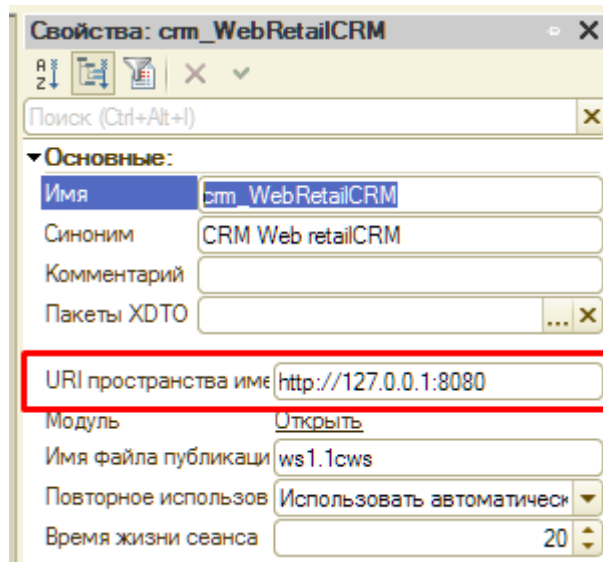 Свойства: crm_WebRetailCRM
Поиск (Ctrl+Alt+I)
Основные:
Имя crm_WebRetailCRM
Синоним CRM Web retailCRM
Комментарий
Пакеты XDTO ...
URI пространства име http://127.0.0.1:8080
Модуль Открыть
Имя файла публикаци ws1.1cws
Повторное использов Использовать автоматическ
Время жизни сеанса 20